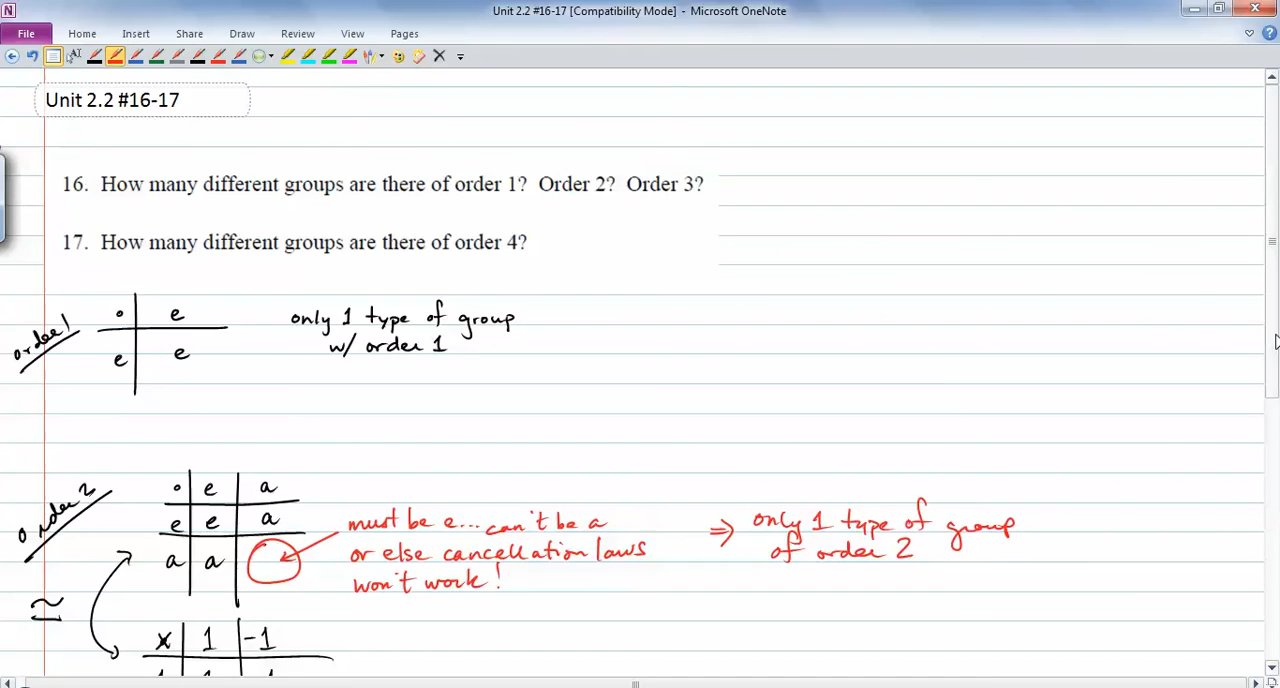 Unit 2.2 #16-17 [Compatibility Mode] - Microsoft OneNote
File Home Insert Share Draw Review View Pages
Unit 2.2 #16-17
16. How many different groups are there of order 1? Order 2? Order 3?
17. How many different groups are there of order 4?
order 1
∘ e
e e
only 1 type of group
w/ order 1
order 2
∘ e a
e e a
a a
must be e... can't be a
or else cancellation laws
won't work!
⇒ only 1 type of group
of order 2
≅
× 1 -1